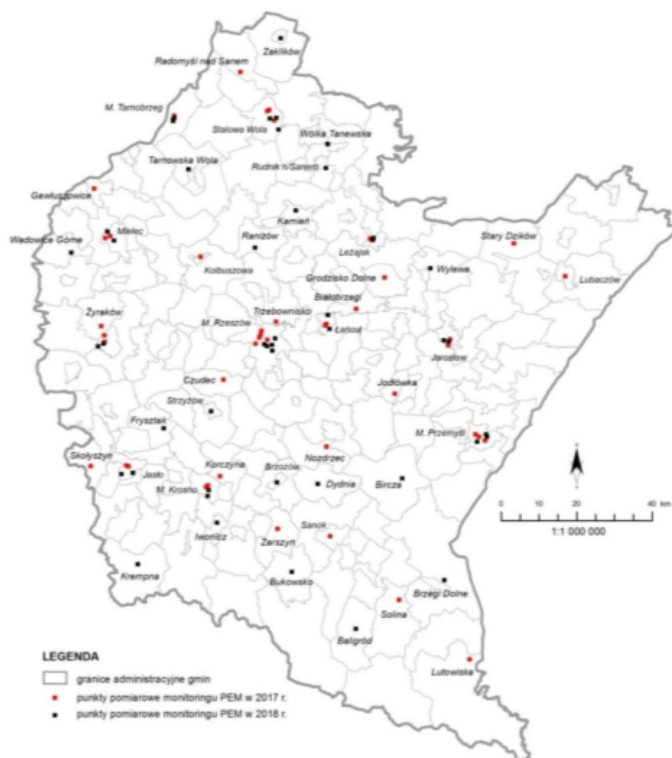 Zaklików
Radomyśl nad Sanem
M. Tarnobrzeg
Stalowa Wola
Wólka Tanewska
Tarnowska Wola
Rudnik n/Sanem
Gawłuszowice
Kamień
Mielec
Stary Dzików
Wadowice Górne
Raniżów
Leżajsk
Kolbuszowa
Grodzisko Dolne
Wylewa
Lubaczów
Białobrzegi
Żyraków
Trzebownisko
M. Rzeszów
Łańcut
Jarosław
Czudec
Jodłówka
Strzyżów
Frysztak
M. Przemyśl
Skołyszyn
Nozdrzec
Korczyna
Brzozów
Jasło
Dydnia
Bircza
M. Krosno
Iwonicz
Zarszyn
Sanok
Krempna
Bukowsko
Brzegi Dolne
Solina
Baligród
Lutowiska
0 10 20 40 km
1:1 000 000
LEGENDA
granice administracyjne gmin
punkty pomiarowe monitoringu PEM w 2017 r.
punkty pomiarowe monitoringu PEM w 2018 r.